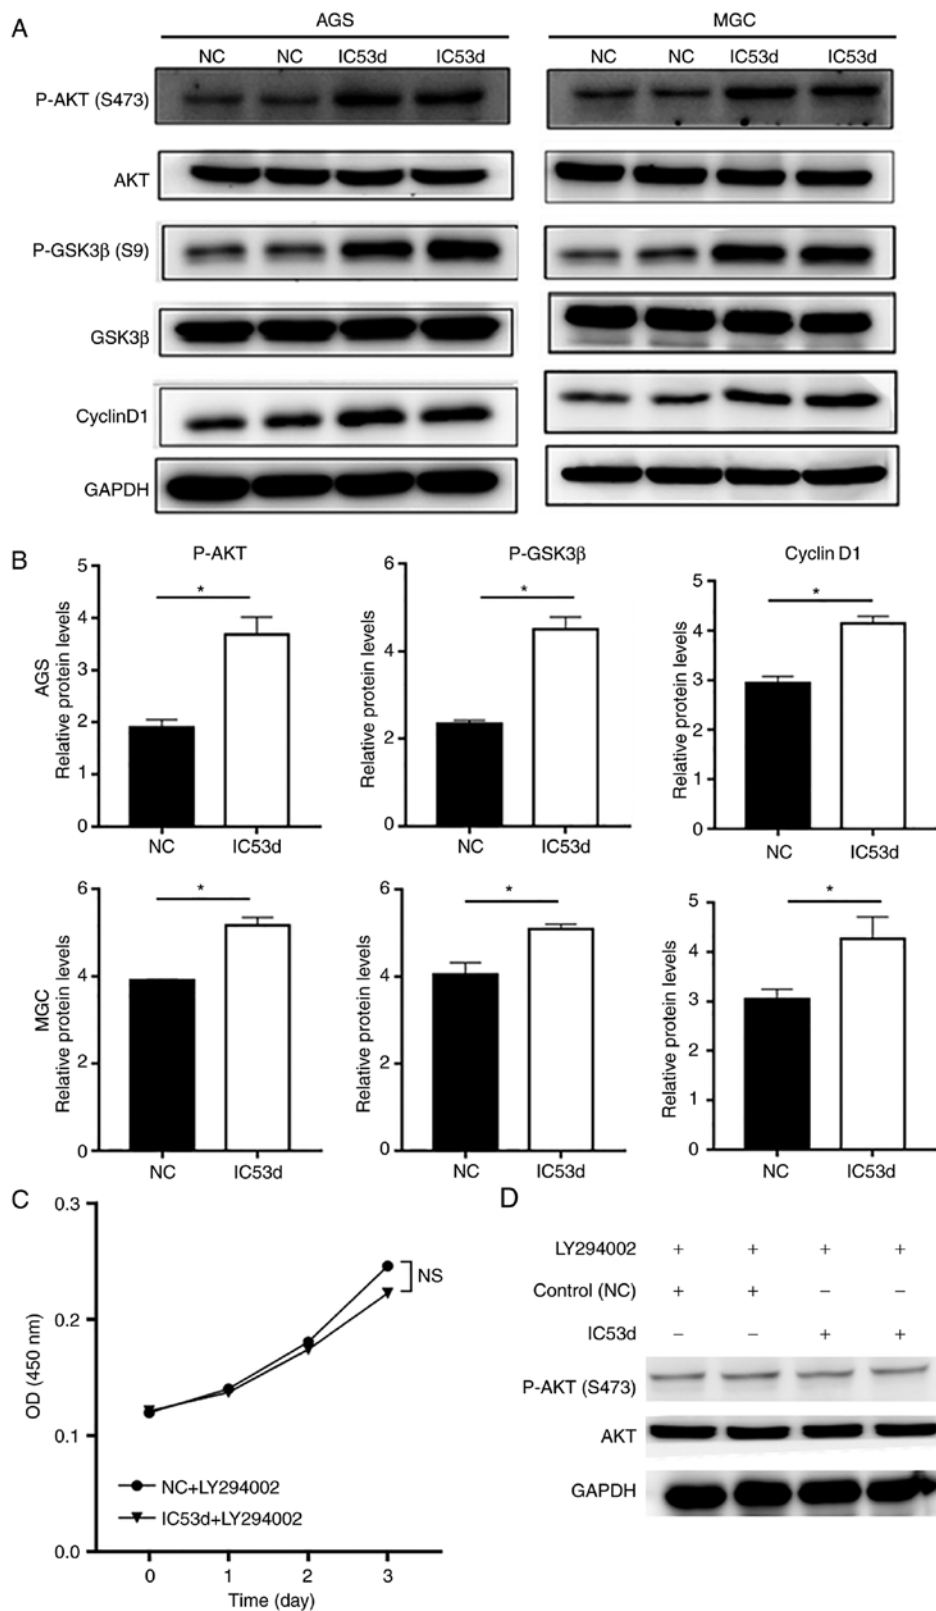 A
AGS
MGC
NC NC IC53d IC53d
NC NC IC53d IC53d
P-AKT (S473)
AKT
P-GSK3β (S9)
GSK3β
CyclinD1
GAPDH
B
P-AKT
P-GSK3β
Cyclin D1
AGS
Relative protein levels
5
4
3
2
1
0
*
NC IC53d
Relative protein levels
6
4
2
0
*
NC IC53d
Relative protein levels
5
4
3
2
1
0
*
NC IC53d
MGC
Relative protein levels
6
4
2
0
*
NC IC53d
Relative protein levels
6
4
2
0
*
NC IC53d
Relative protein levels
5
4
3
2
1
0
*
NC IC53d
C
OD (450 nm)
0.3
0.2
0.1
0.0
NS
NC+LY294002
IC53d+LY294002
0 1 2 3
Time (day)
D
LY294002 + + + +
Control (NC) + + – –
IC53d – – + +
P-AKT (S473)
AKT
GAPDH